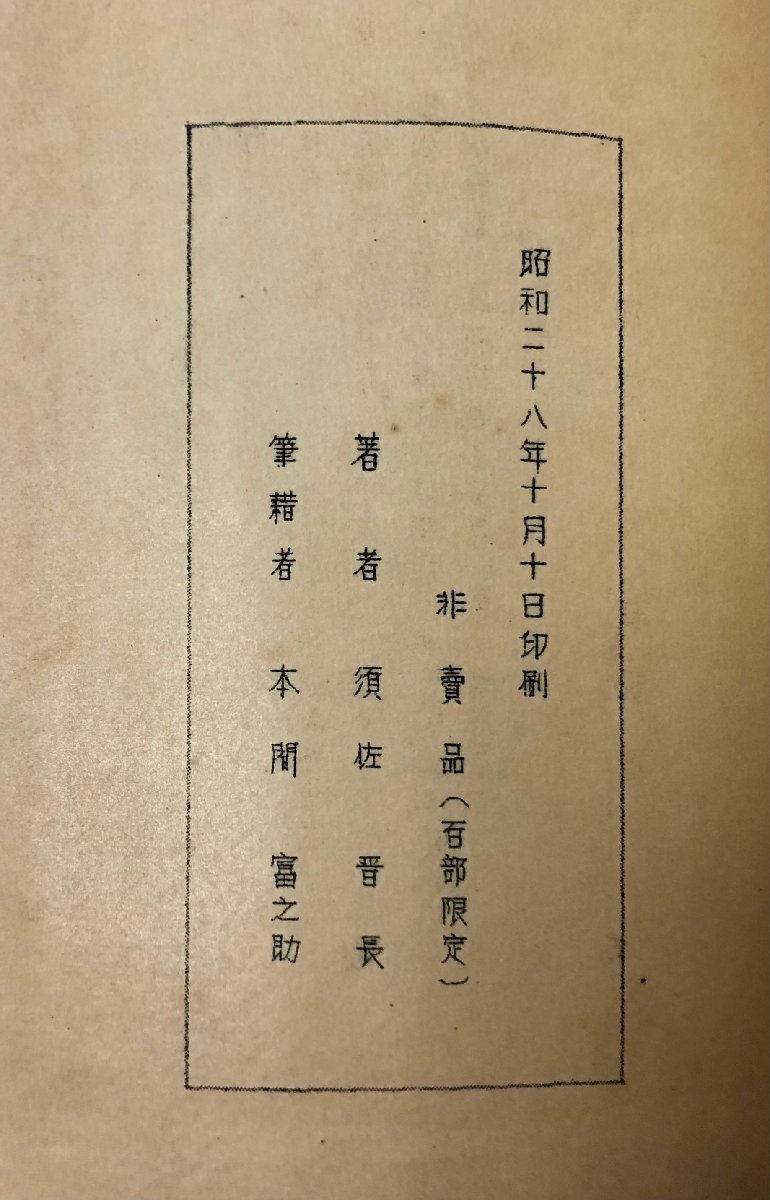 昭和二十八年十月十日印刷
非賣品（百部限定）
著者 須佐晋長
筆耤者 本間富之助